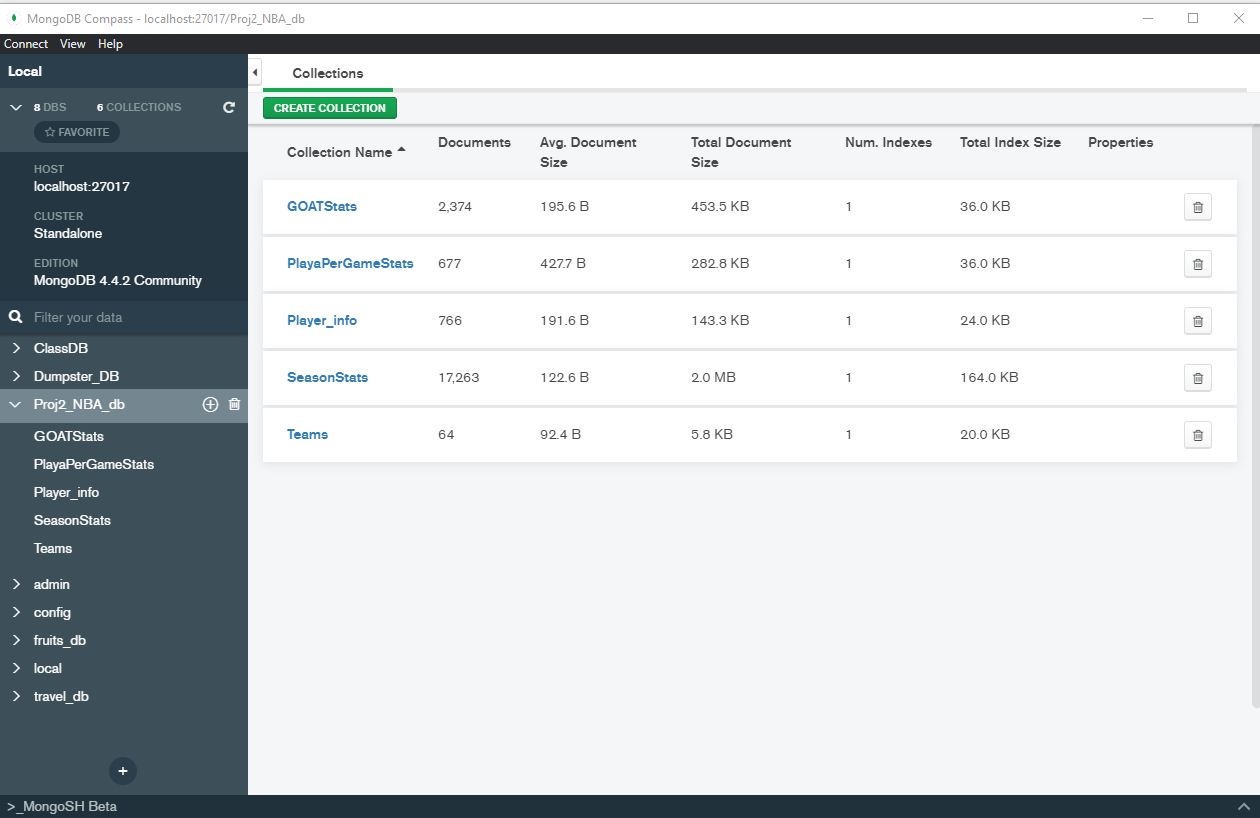 MongoDB Compass - localhost:27017/Proj2_NBA_db
Connect View Help
Local
8 DBS 6 COLLECTIONS
FAVORITE
HOST
localhost:27017
CLUSTER
Standalone
EDITION
MongoDB 4.4.2 Community
Filter your data
ClassDB
Dumpster_DB
Proj2_NBA_db
GOATStats
PlayaPerGameStats
Player_info
SeasonStats
Teams
admin
config
fruits_db
local
travel_db
Collections
CREATE COLLECTION
Collection Name Documents Avg. Document Size Total Document Size Num. Indexes Total Index Size Properties
GOATStats 2,374 195.6 B 453.5 KB 1 36.0 KB
PlayaPerGameStats 677 427.7 B 282.8 KB 1 36.0 KB
Player_info 766 191.6 B 143.3 KB 1 24.0 KB
SeasonStats 17,263 122.6 B 2.0 MB 1 164.0 KB
Teams 64 92.4 B 5.8 KB 1 20.0 KB
>_MongoSH Beta